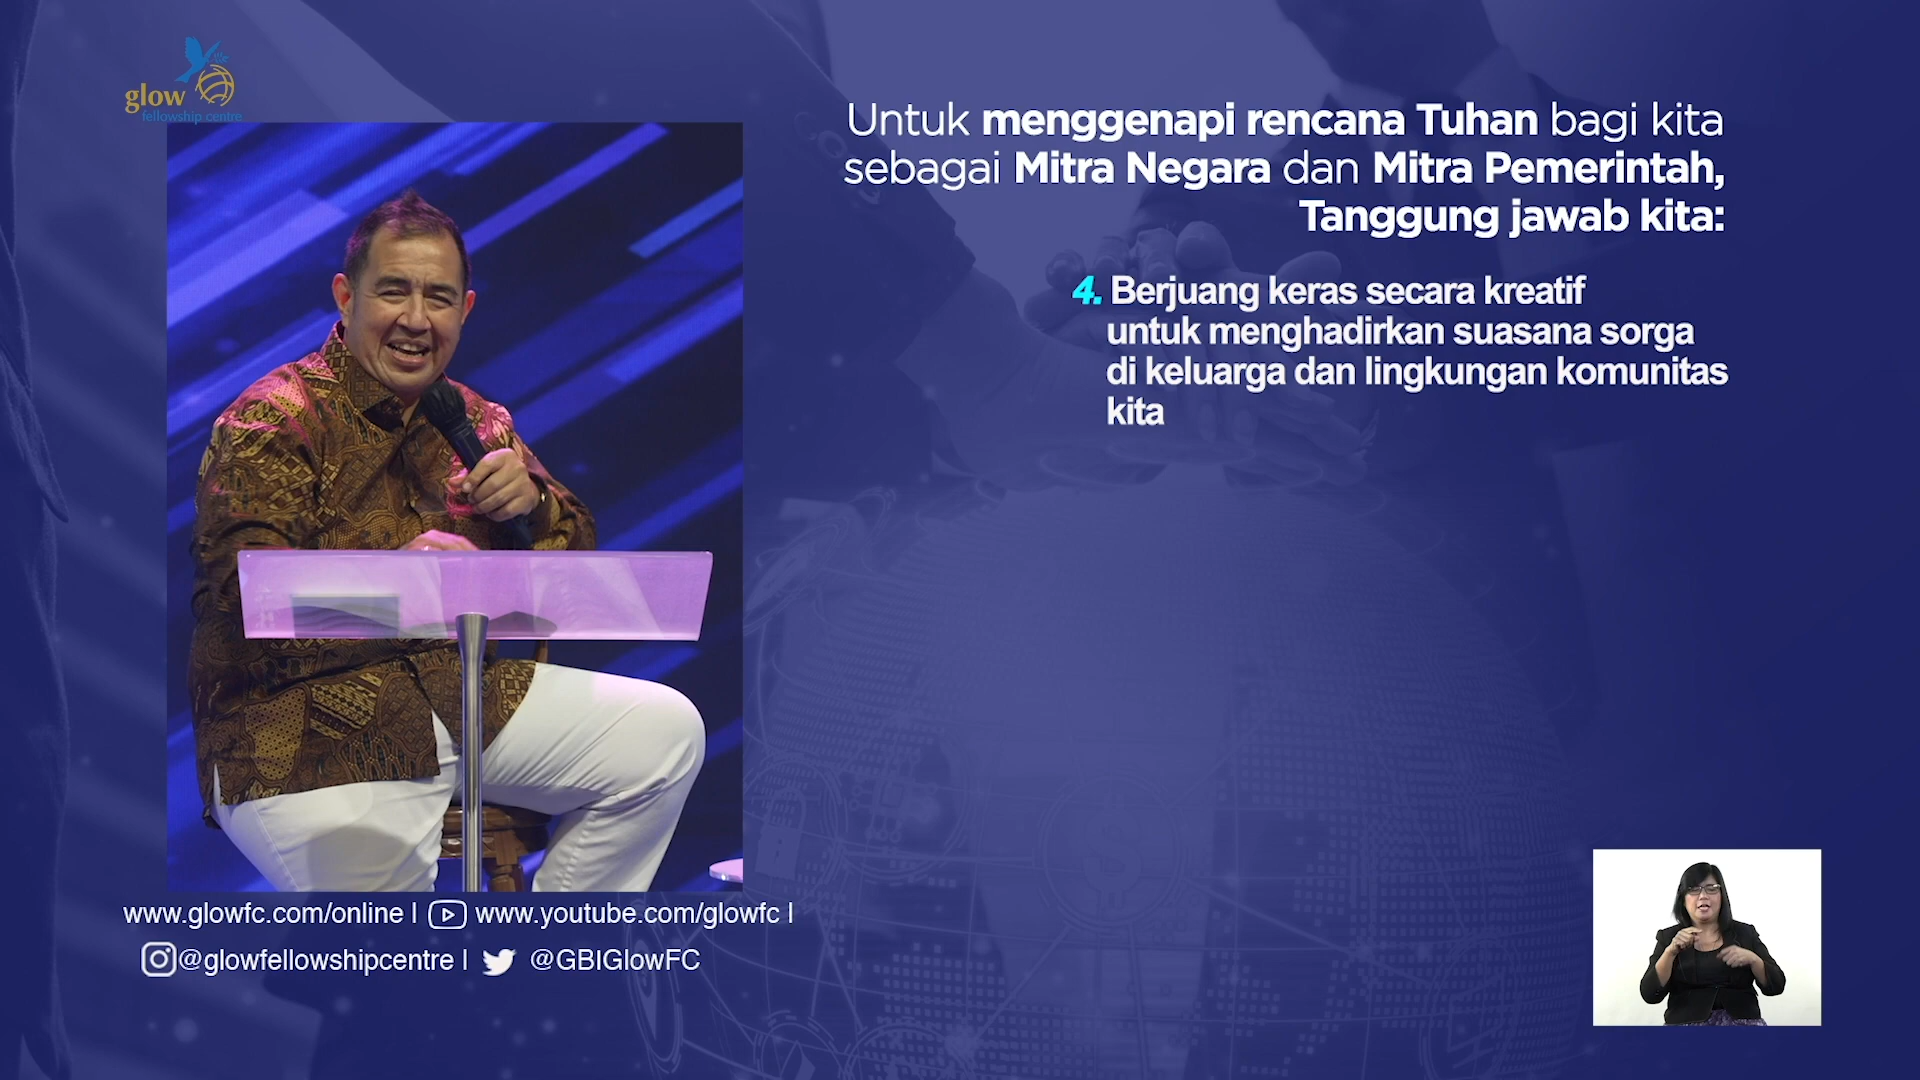 glow
fellowship centre
Untuk menggenapi rencana Tuhan bagi kita
sebagai Mitra Negara dan Mitra Pemerintah,
Tanggung jawab kita:
4. Berjuang keras secara kreatif
untuk menghadirkan suasana sorga
di keluarga dan lingkungan komunitas
kita
www.glowfc.com/online | www.youtube.com/glowfc |
@glowfellowshipcentre | @GBIGlowFC